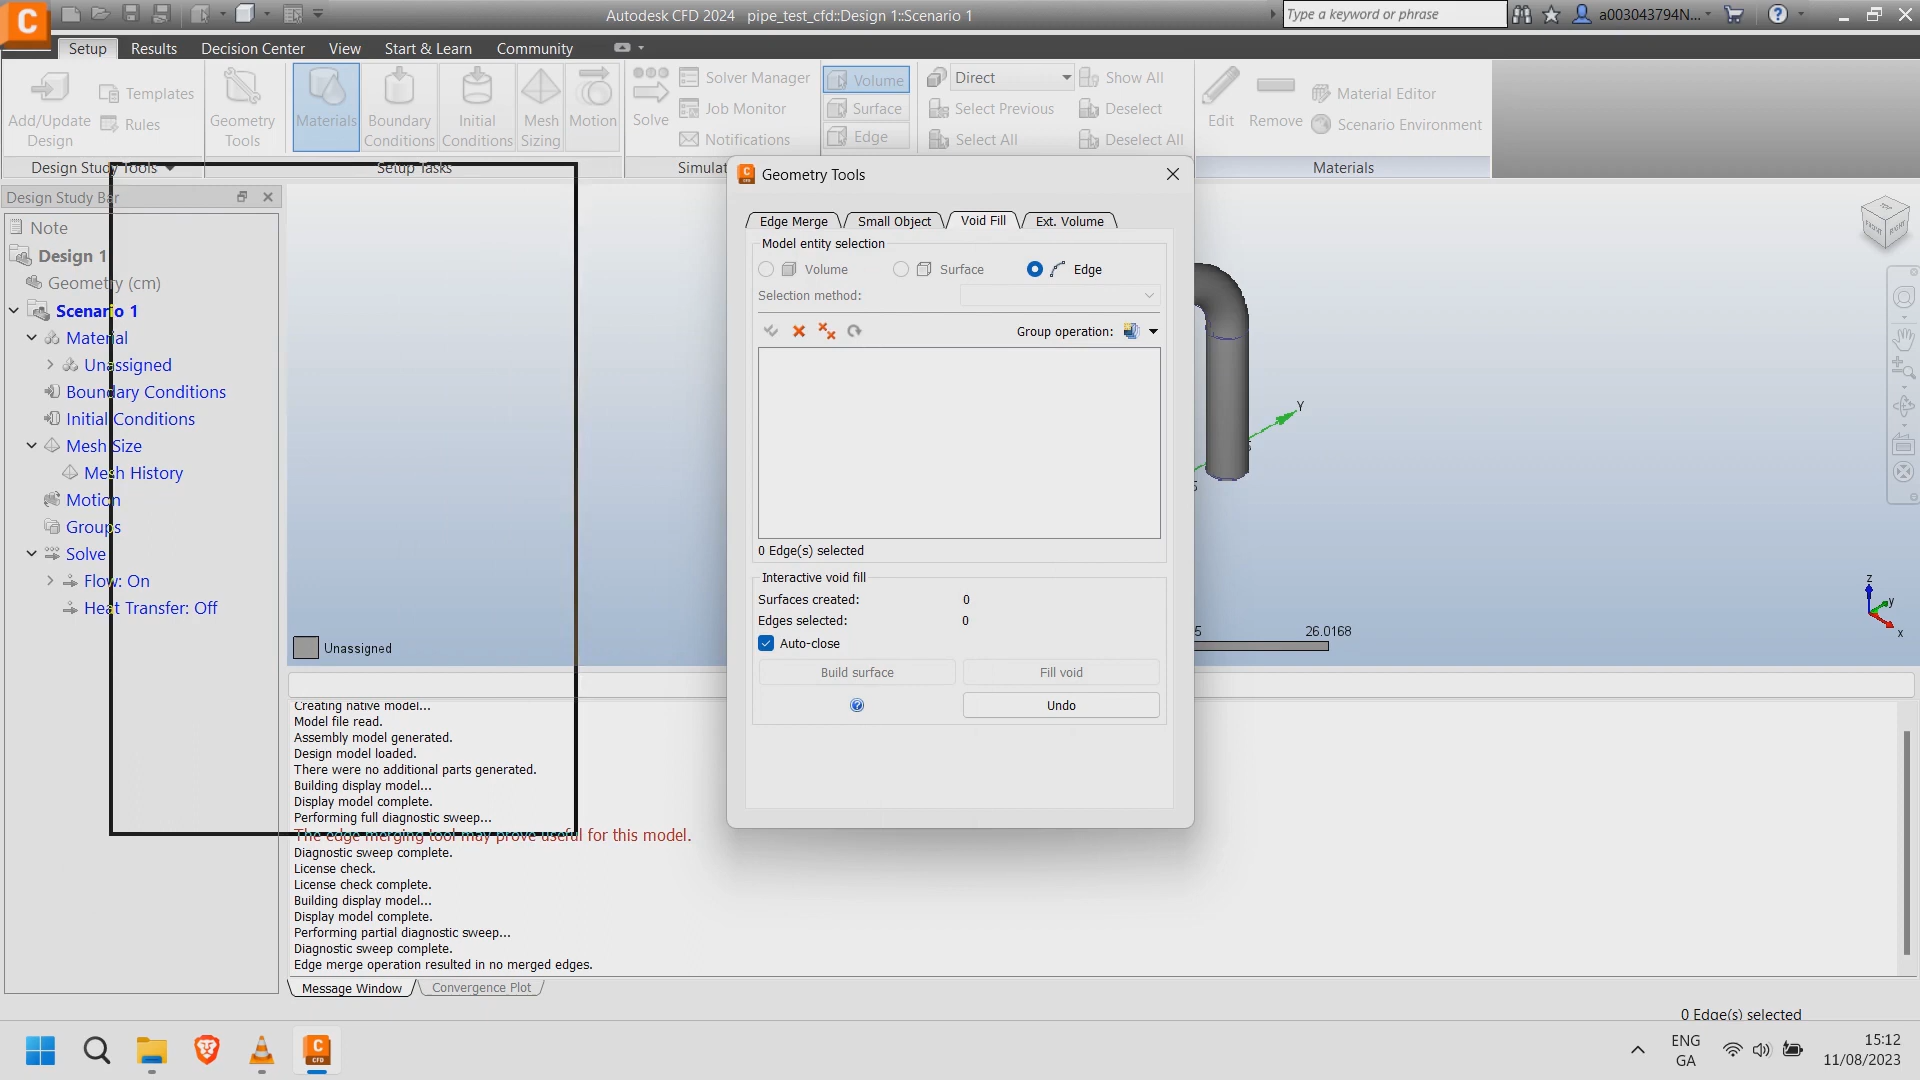 Autodesk CFD 2024 pipe_test_cfd::Design 1::Scenario 1
Type a keyword or phrase
a003043794N...
Setup
Results
Decision Center
View
Start & Learn
Community
Add/Update
Design
Templates
Rules
Geometry
Tools
Materials
Boundary
Conditions
Initial
Conditions
Mesh
Sizing
Motion
Solve
Solver Manager
Job Monitor
Notifications
Volume
Surface
Edge
Direct
Select Previous
Select All
Show All
Deselect
Deselect All
Edit
Remove
Material Editor
Scenario Environment
Design Study Tools
Setup Tasks
Simulat
Materials
Design Study Bar
Note
Design 1
Geometry (cm)
Scenario 1
Material
Unassigned
Boundary Conditions
Initial Conditions
Mesh Size
Mesh History
Motion
Groups
Solve
Flow: On
Heat Transfer: Off
Unassigned
Geometry Tools
Edge Merge
Small Object
Void Fill
Ext. Volume
Model entity selection
Volume
Surface
Edge
Selection method:
Group operation:
0 Edge(s) selected
Interactive void fill
Surfaces created: 0
Edges selected: 0
Auto-close
Build surface
Fill void
Undo
TOP
FRONT
RIGHT
Y
5
5
26.0168
z
y
x
Creating native model...
Model file read.
Assembly model generated.
Design model loaded.
There were no additional parts generated.
Building display model...
Display model complete.
Performing full diagnostic sweep...
The edge merging tool may prove useful for this model.
Diagnostic sweep complete.
License check.
License check complete.
Building display model...
Display model complete.
Performing partial diagnostic sweep...
Diagnostic sweep complete.
Edge merge operation resulted in no merged edges.
Message Window
Convergence Plot
0 Edge(s) selected
ENG
GA
15:12
11/08/2023